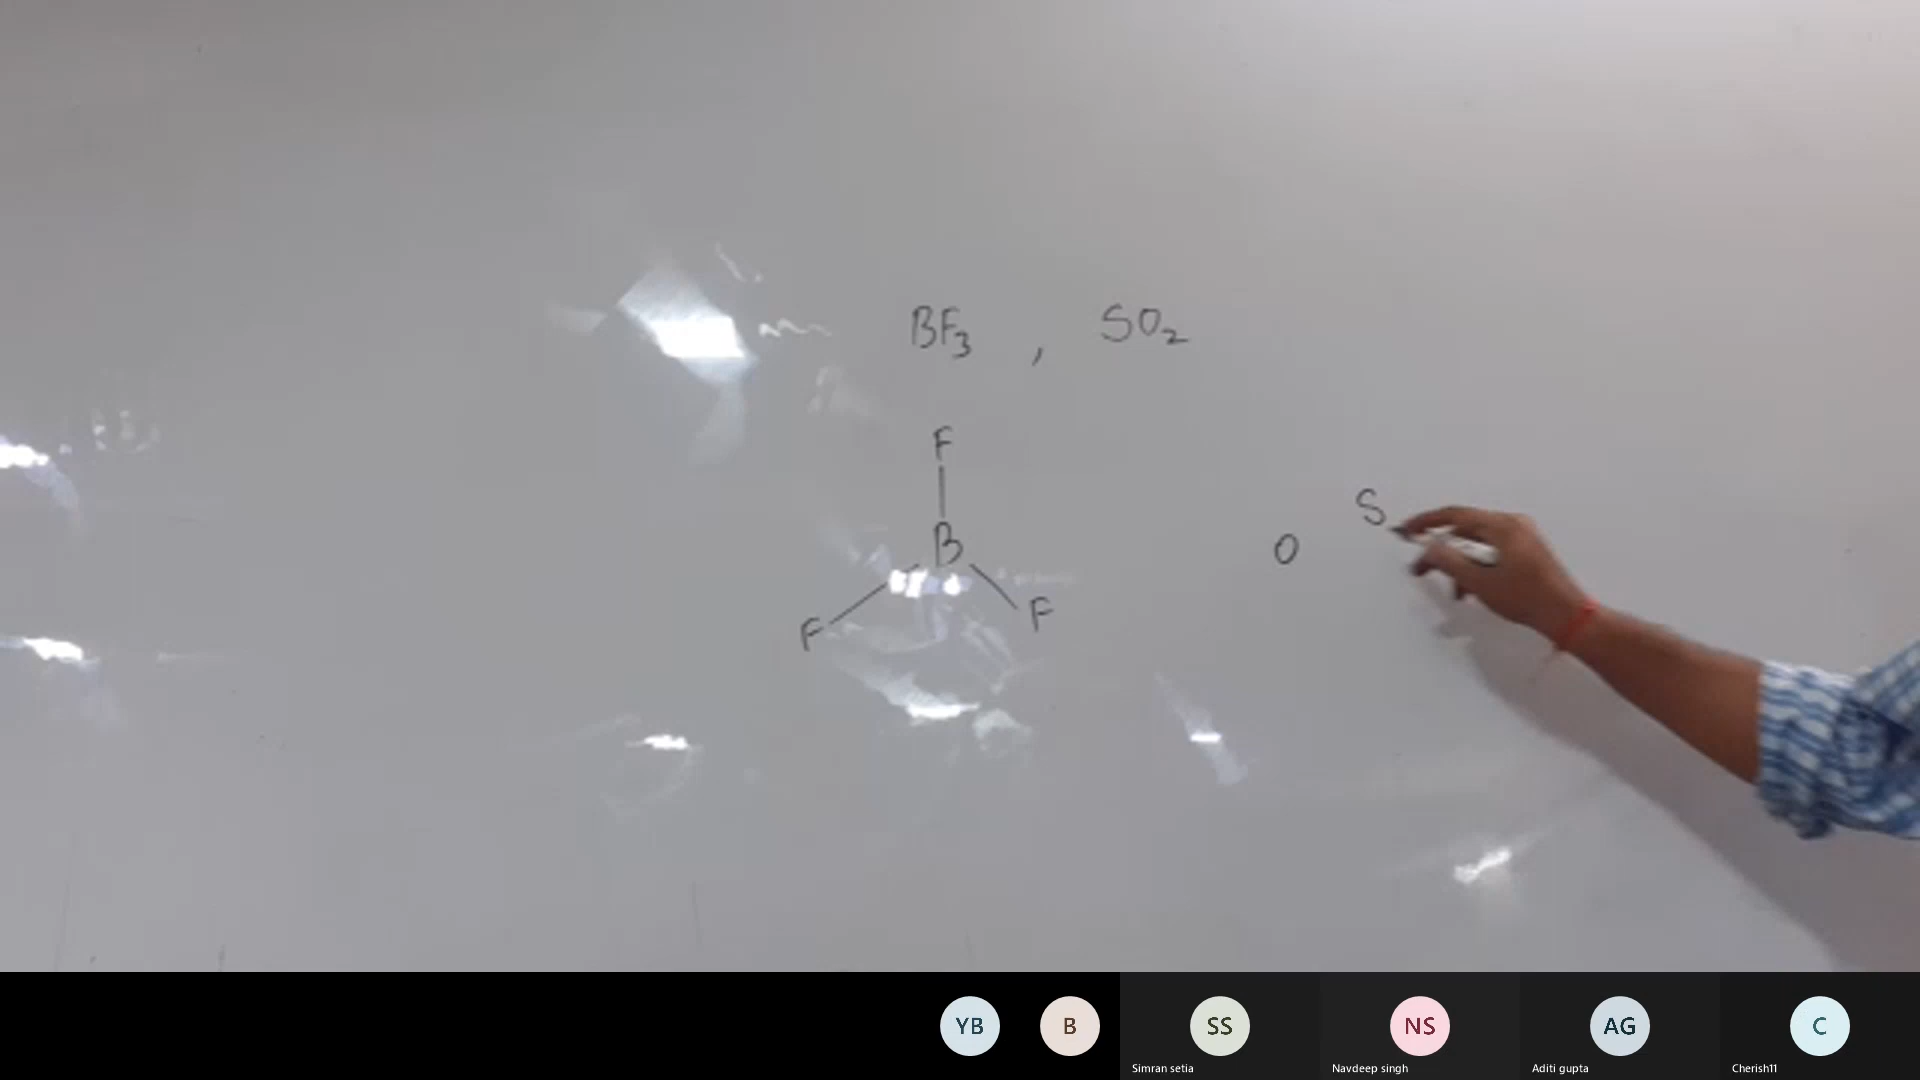 BF₃ , SO₂
F
B
F F
S
O
YB B SS NS AG C
Simran setia Navdeep singh Aditi gupta Cherish11